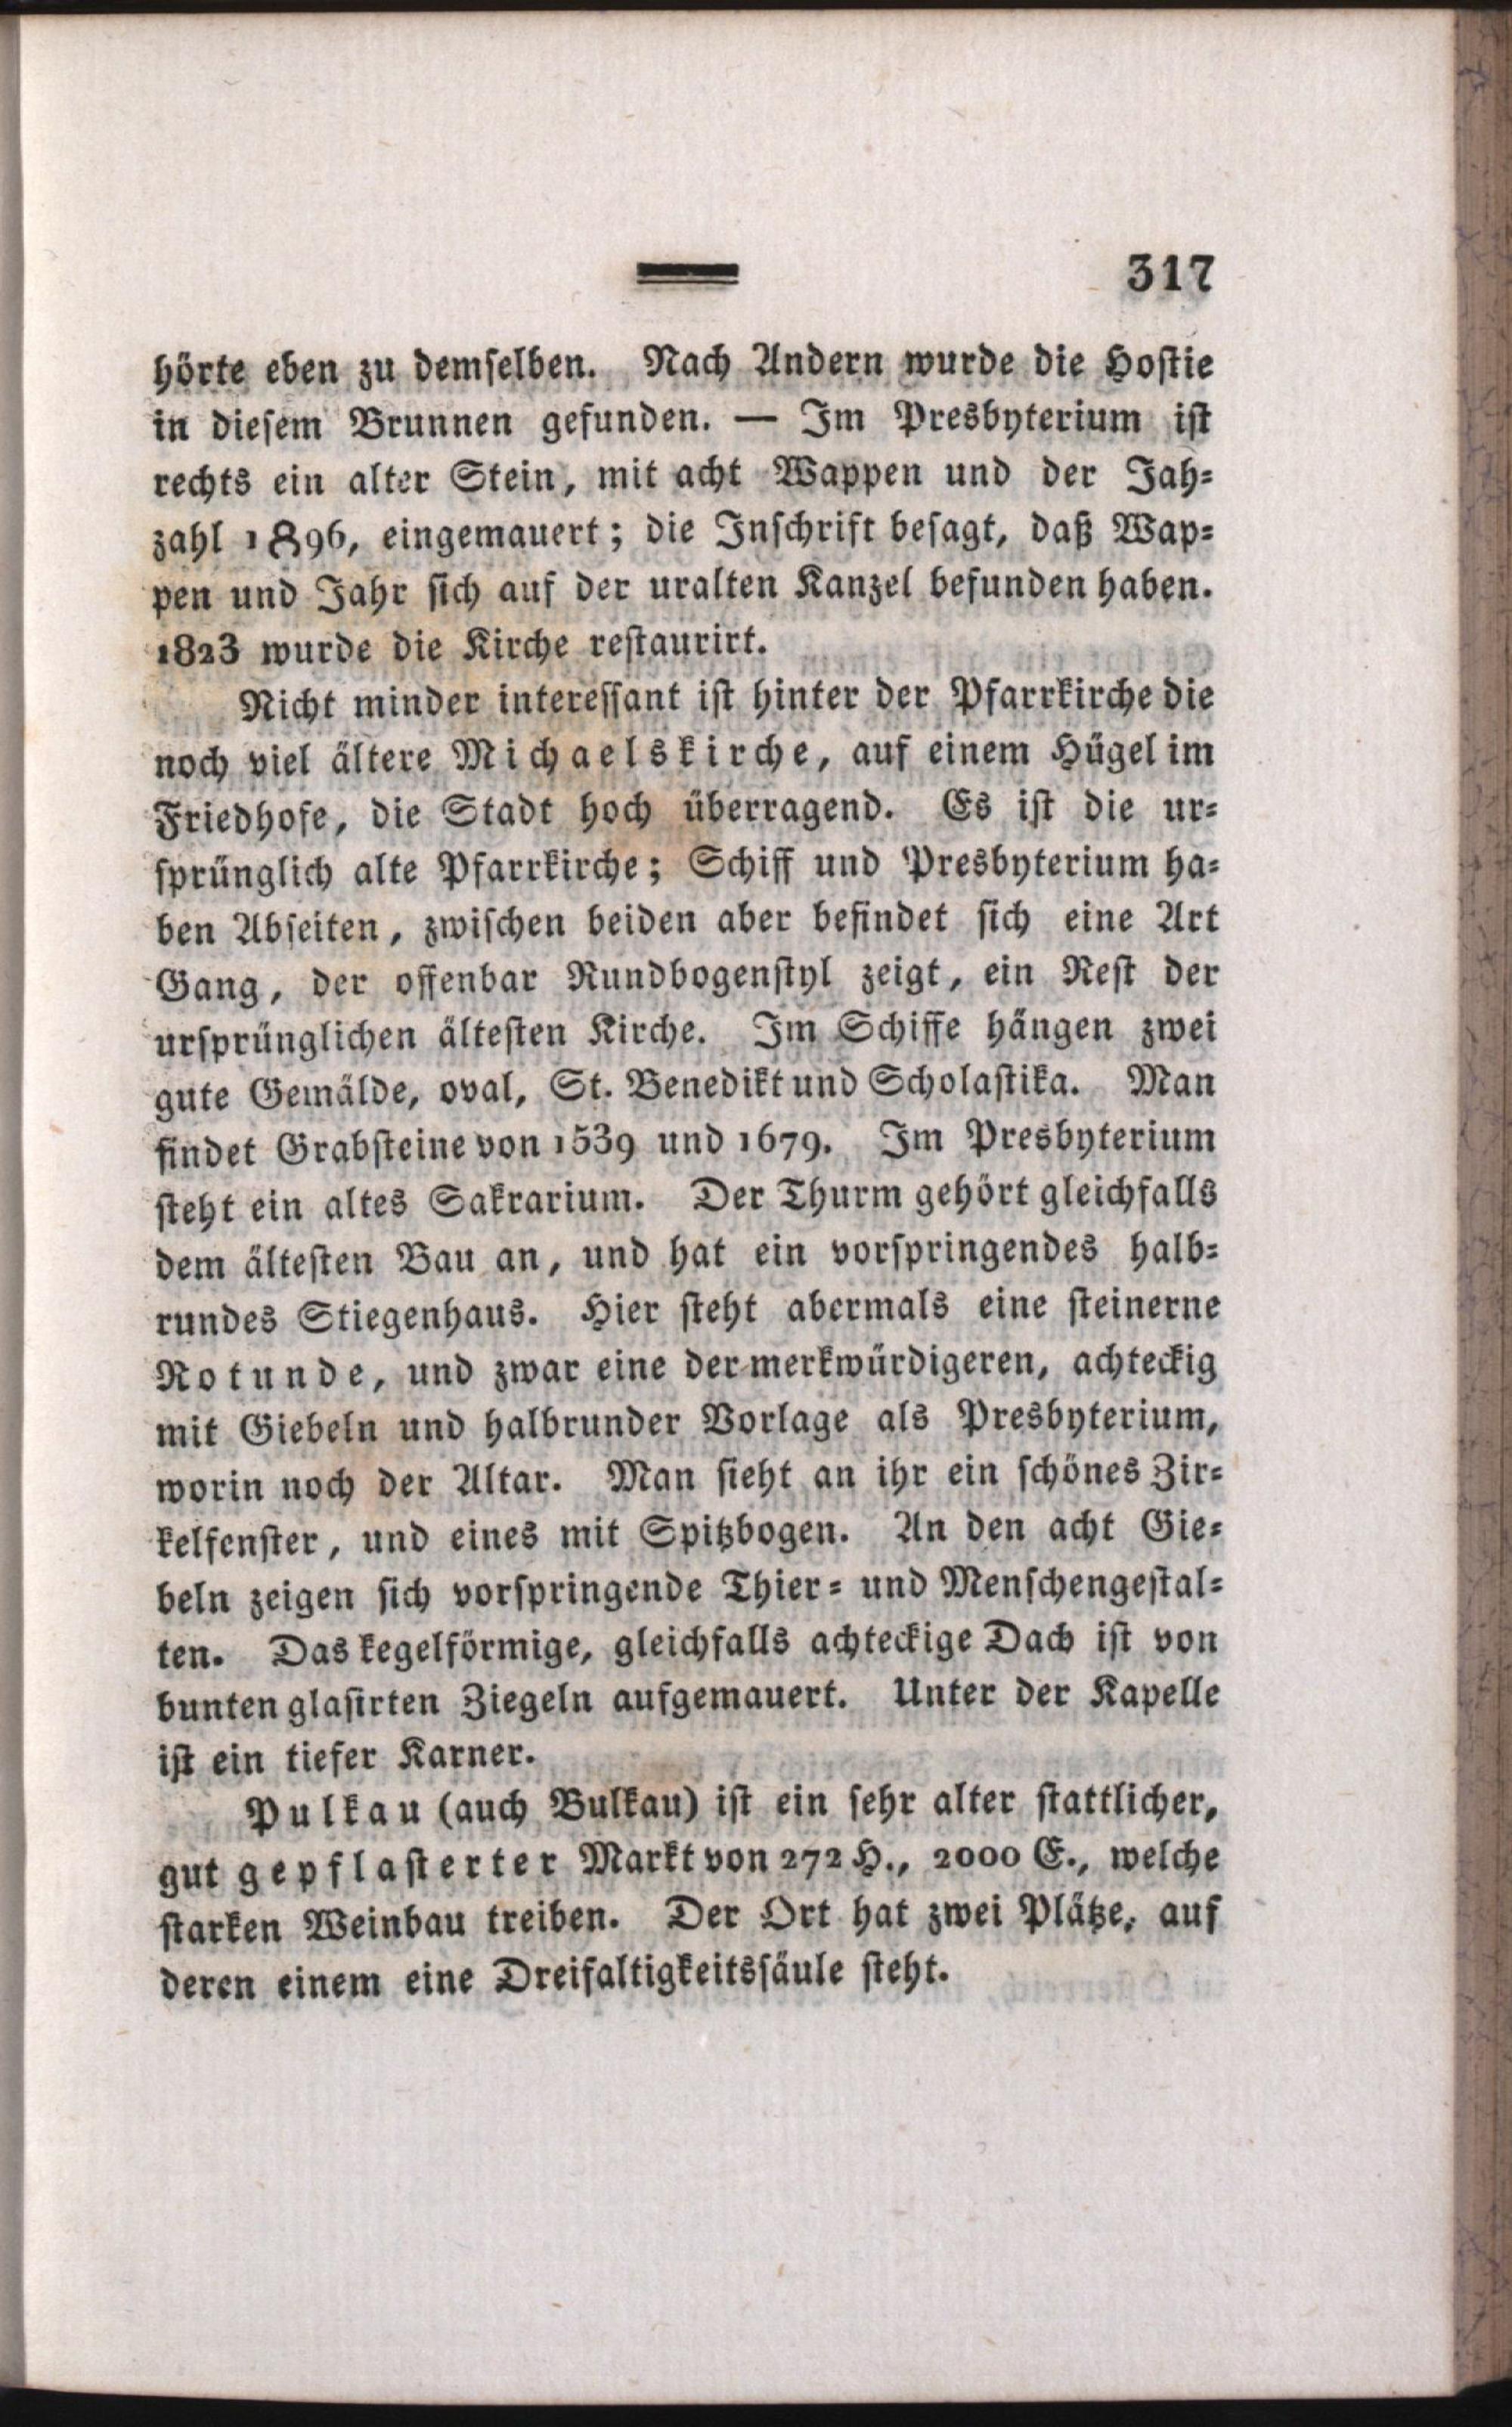 317
hörte eben zu demselben. Nach Andern wurde die Hostie
in diesem Brunnen gefunden. — Im Presbyterium ist
rechts ein alter Stein, mit acht Wappen und der Jah-
zahl 1896, eingemauert; die Inschrift besagt, daß Wap-
pen und Jahr sich auf der uralten Kanzel befunden haben.
1823 wurde die Kirche restaurirt.
Nicht minder interessant ist hinter der Pfarrkirche die
noch viel ältere Michaelskirche, auf einem Hügel im
Friedhofe, die Stadt hoch überragend. Es ist die ur-
sprünglich alte Pfarrkirche; Schiff und Presbyterium ha-
ben Abseiten, zwischen beiden aber befindet sich eine Art
Gang, der offenbar Rundbogenstyl zeigt, ein Rest der
ursprünglichen ältesten Kirche. Im Schiffe hängen zwei
gute Gemälde, oval, St. Benedikt und Scholastika. Man
findet Grabsteine von 1539 und 1679. Im Presbyterium
steht ein altes Sakrarium. Der Thurm gehört gleichfalls
dem ältesten Bau an, und hat ein vorspringendes halb-
rundes Stiegenhaus. Hier steht abermals eine steinerne
Rotunde, und zwar eine der merkwürdigeren, achteckig
mit Giebeln und halbrunder Vorlage als Presbyterium,
worin noch der Altar. Man sieht an ihr ein schönes Zir-
kelfenster, und eines mit Spitzbogen. An den acht Gie-
beln zeigen sich vorspringende Thier- und Menschengestal-
ten. Das kegelförmige, gleichfalls achteckige Dach ist von
bunten glasirten Ziegeln aufgemauert. Unter der Kapelle
ist ein tiefer Karner.
Pulkau (auch Bulkau) ist ein sehr alter stattlicher,
gut gepflasterter Markt von 272 H., 2000 E., welche
starken Weinbau treiben. Der Ort hat zwei Plätze, auf
deren einem eine Dreifaltigkeitssäule steht.